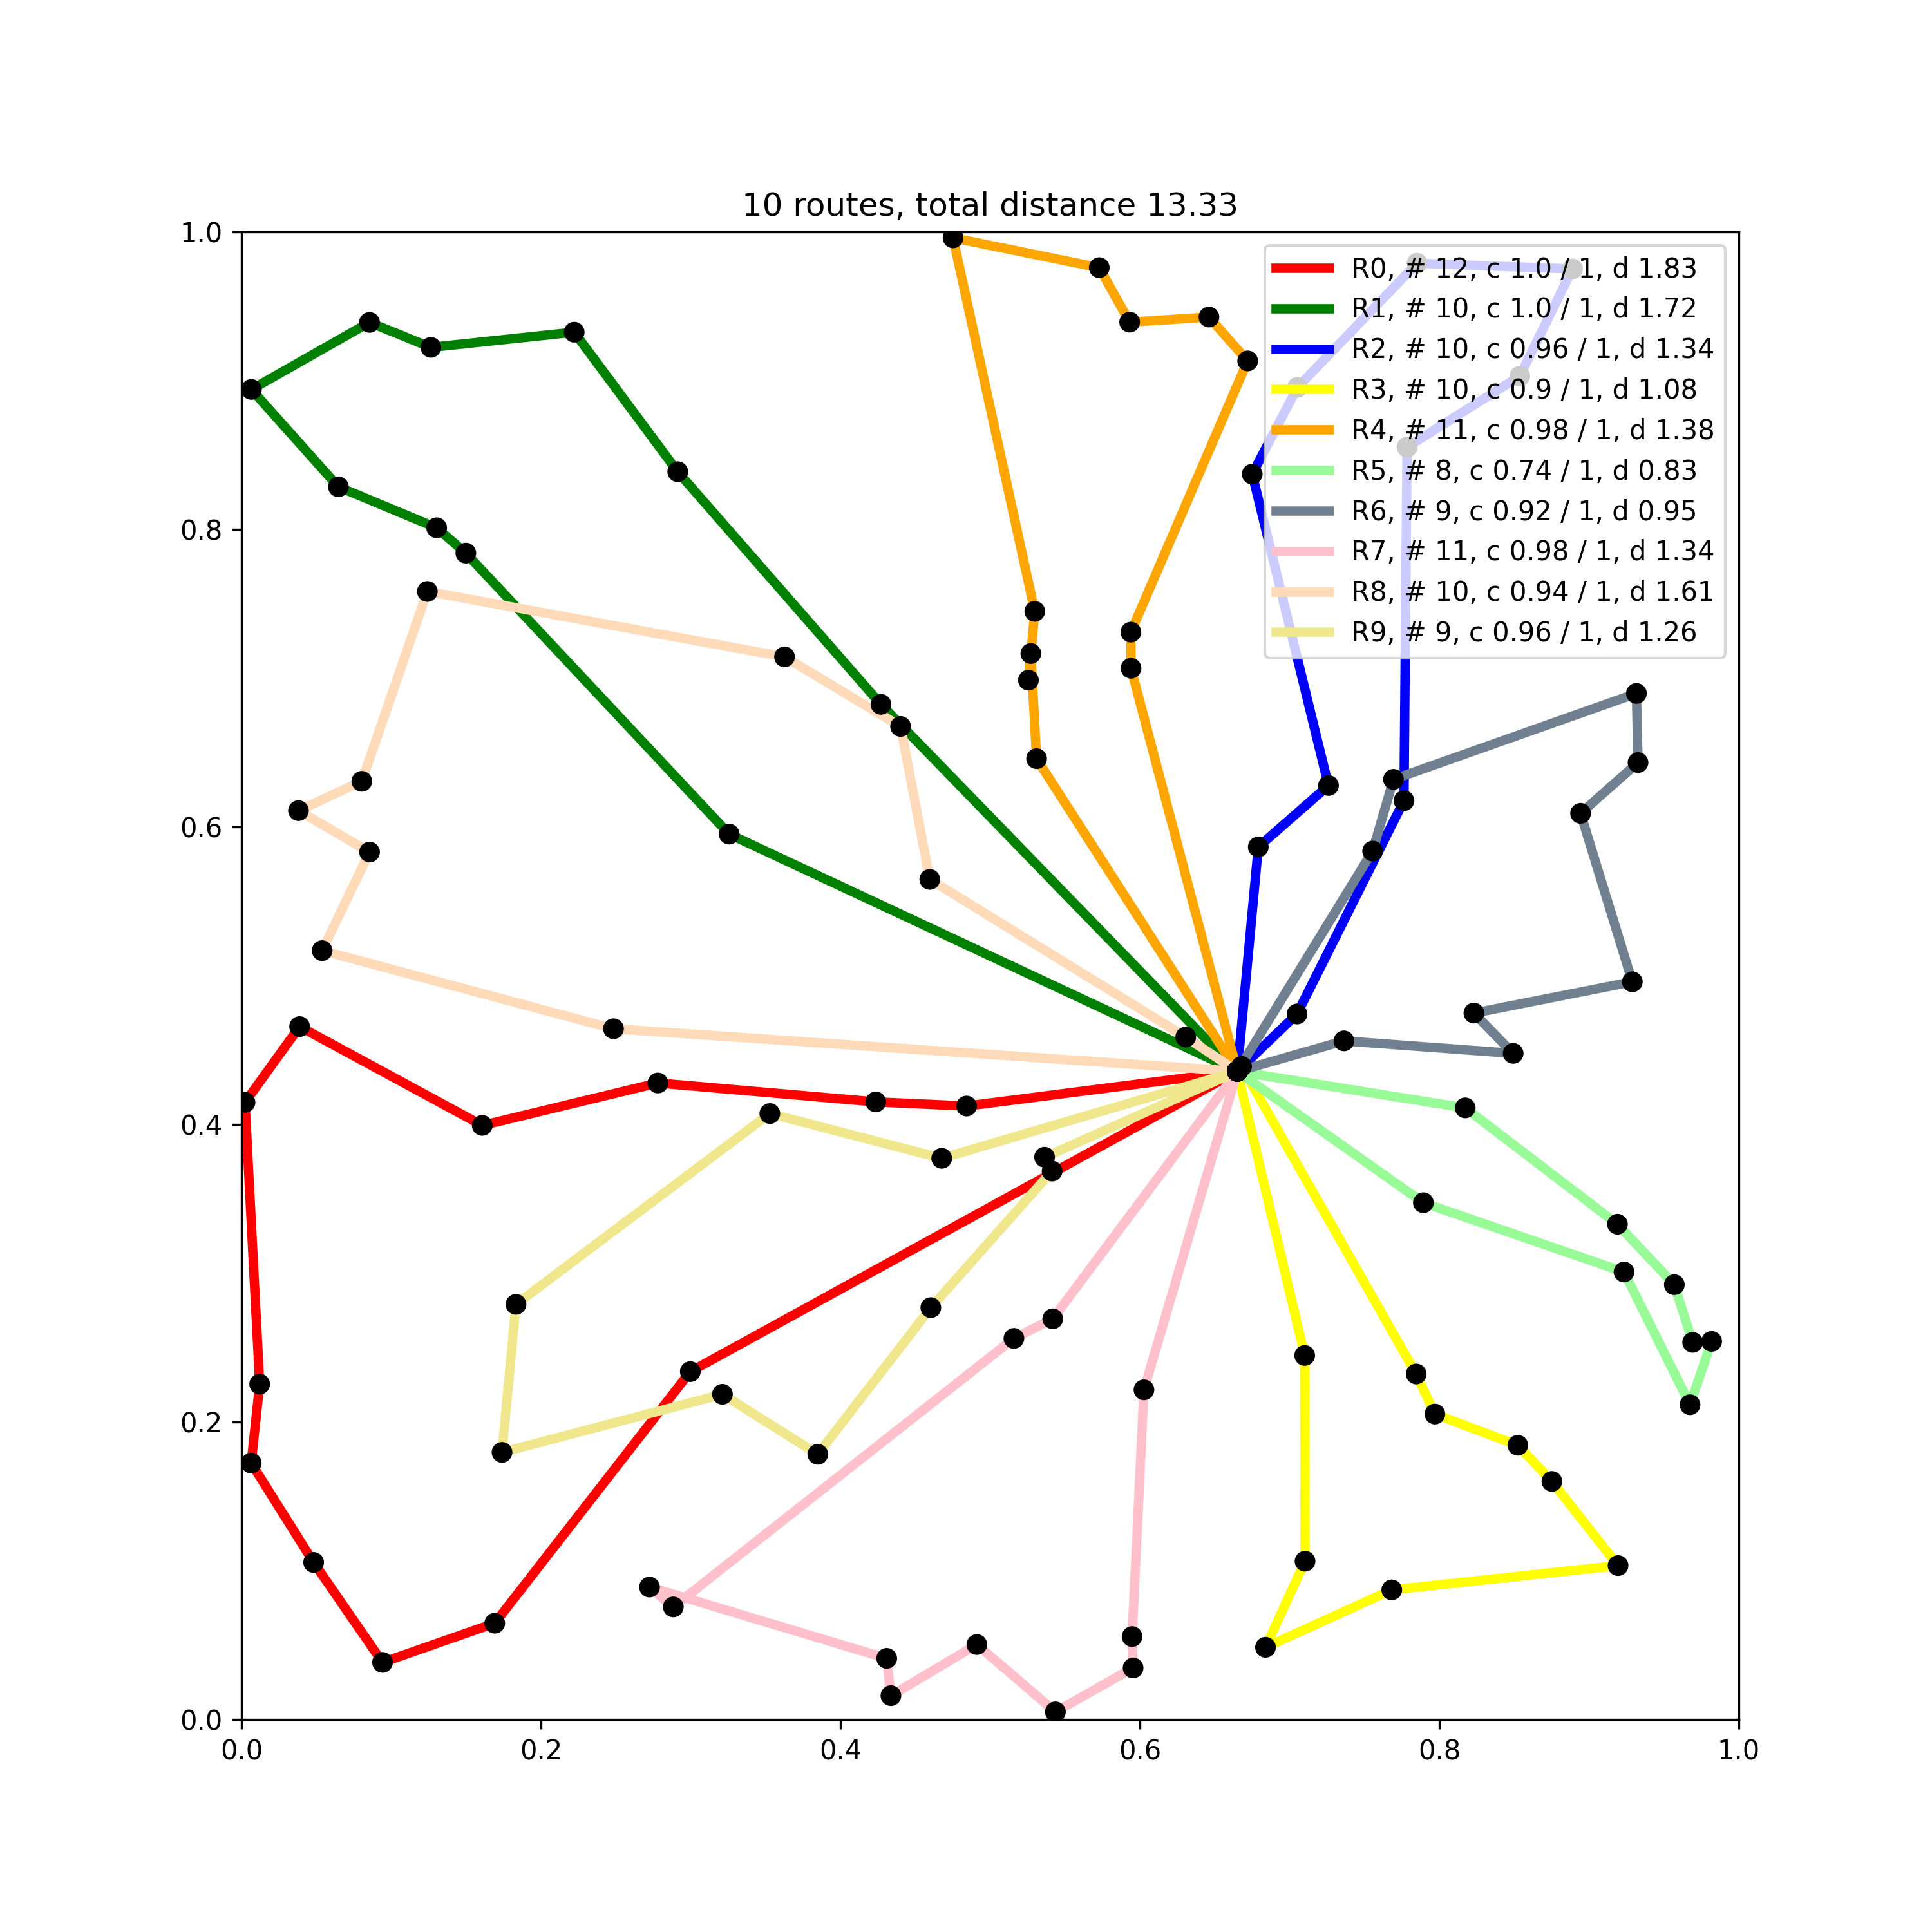 10 routes, total distance 13.33
1.0
R0, # 12, c 1.0 / 1, d 1.83
R1, # 10, c 1.0 / 1, d 1.72
R2, # 10, c 0.96 / 1, d 1.34
R3, # 10, c 0.9 / 1, d 1.08
R4, # 11, c 0.98 / 1, d 1.38
R5, # 8, c 0.74 / 1, d 0.83
R6, # 9, c 0.92 / 1, d 0.95
R7, # 11, c 0.98 / 1, d 1.34
R8, # 10, c 0.94 / 1, d 1.61
R9, # 9, c 0.96 / 1, d 1.26
0.8
0.6
0.4
0.2
0.0
0.0 0.2 0.4 0.6 0.8 1.0